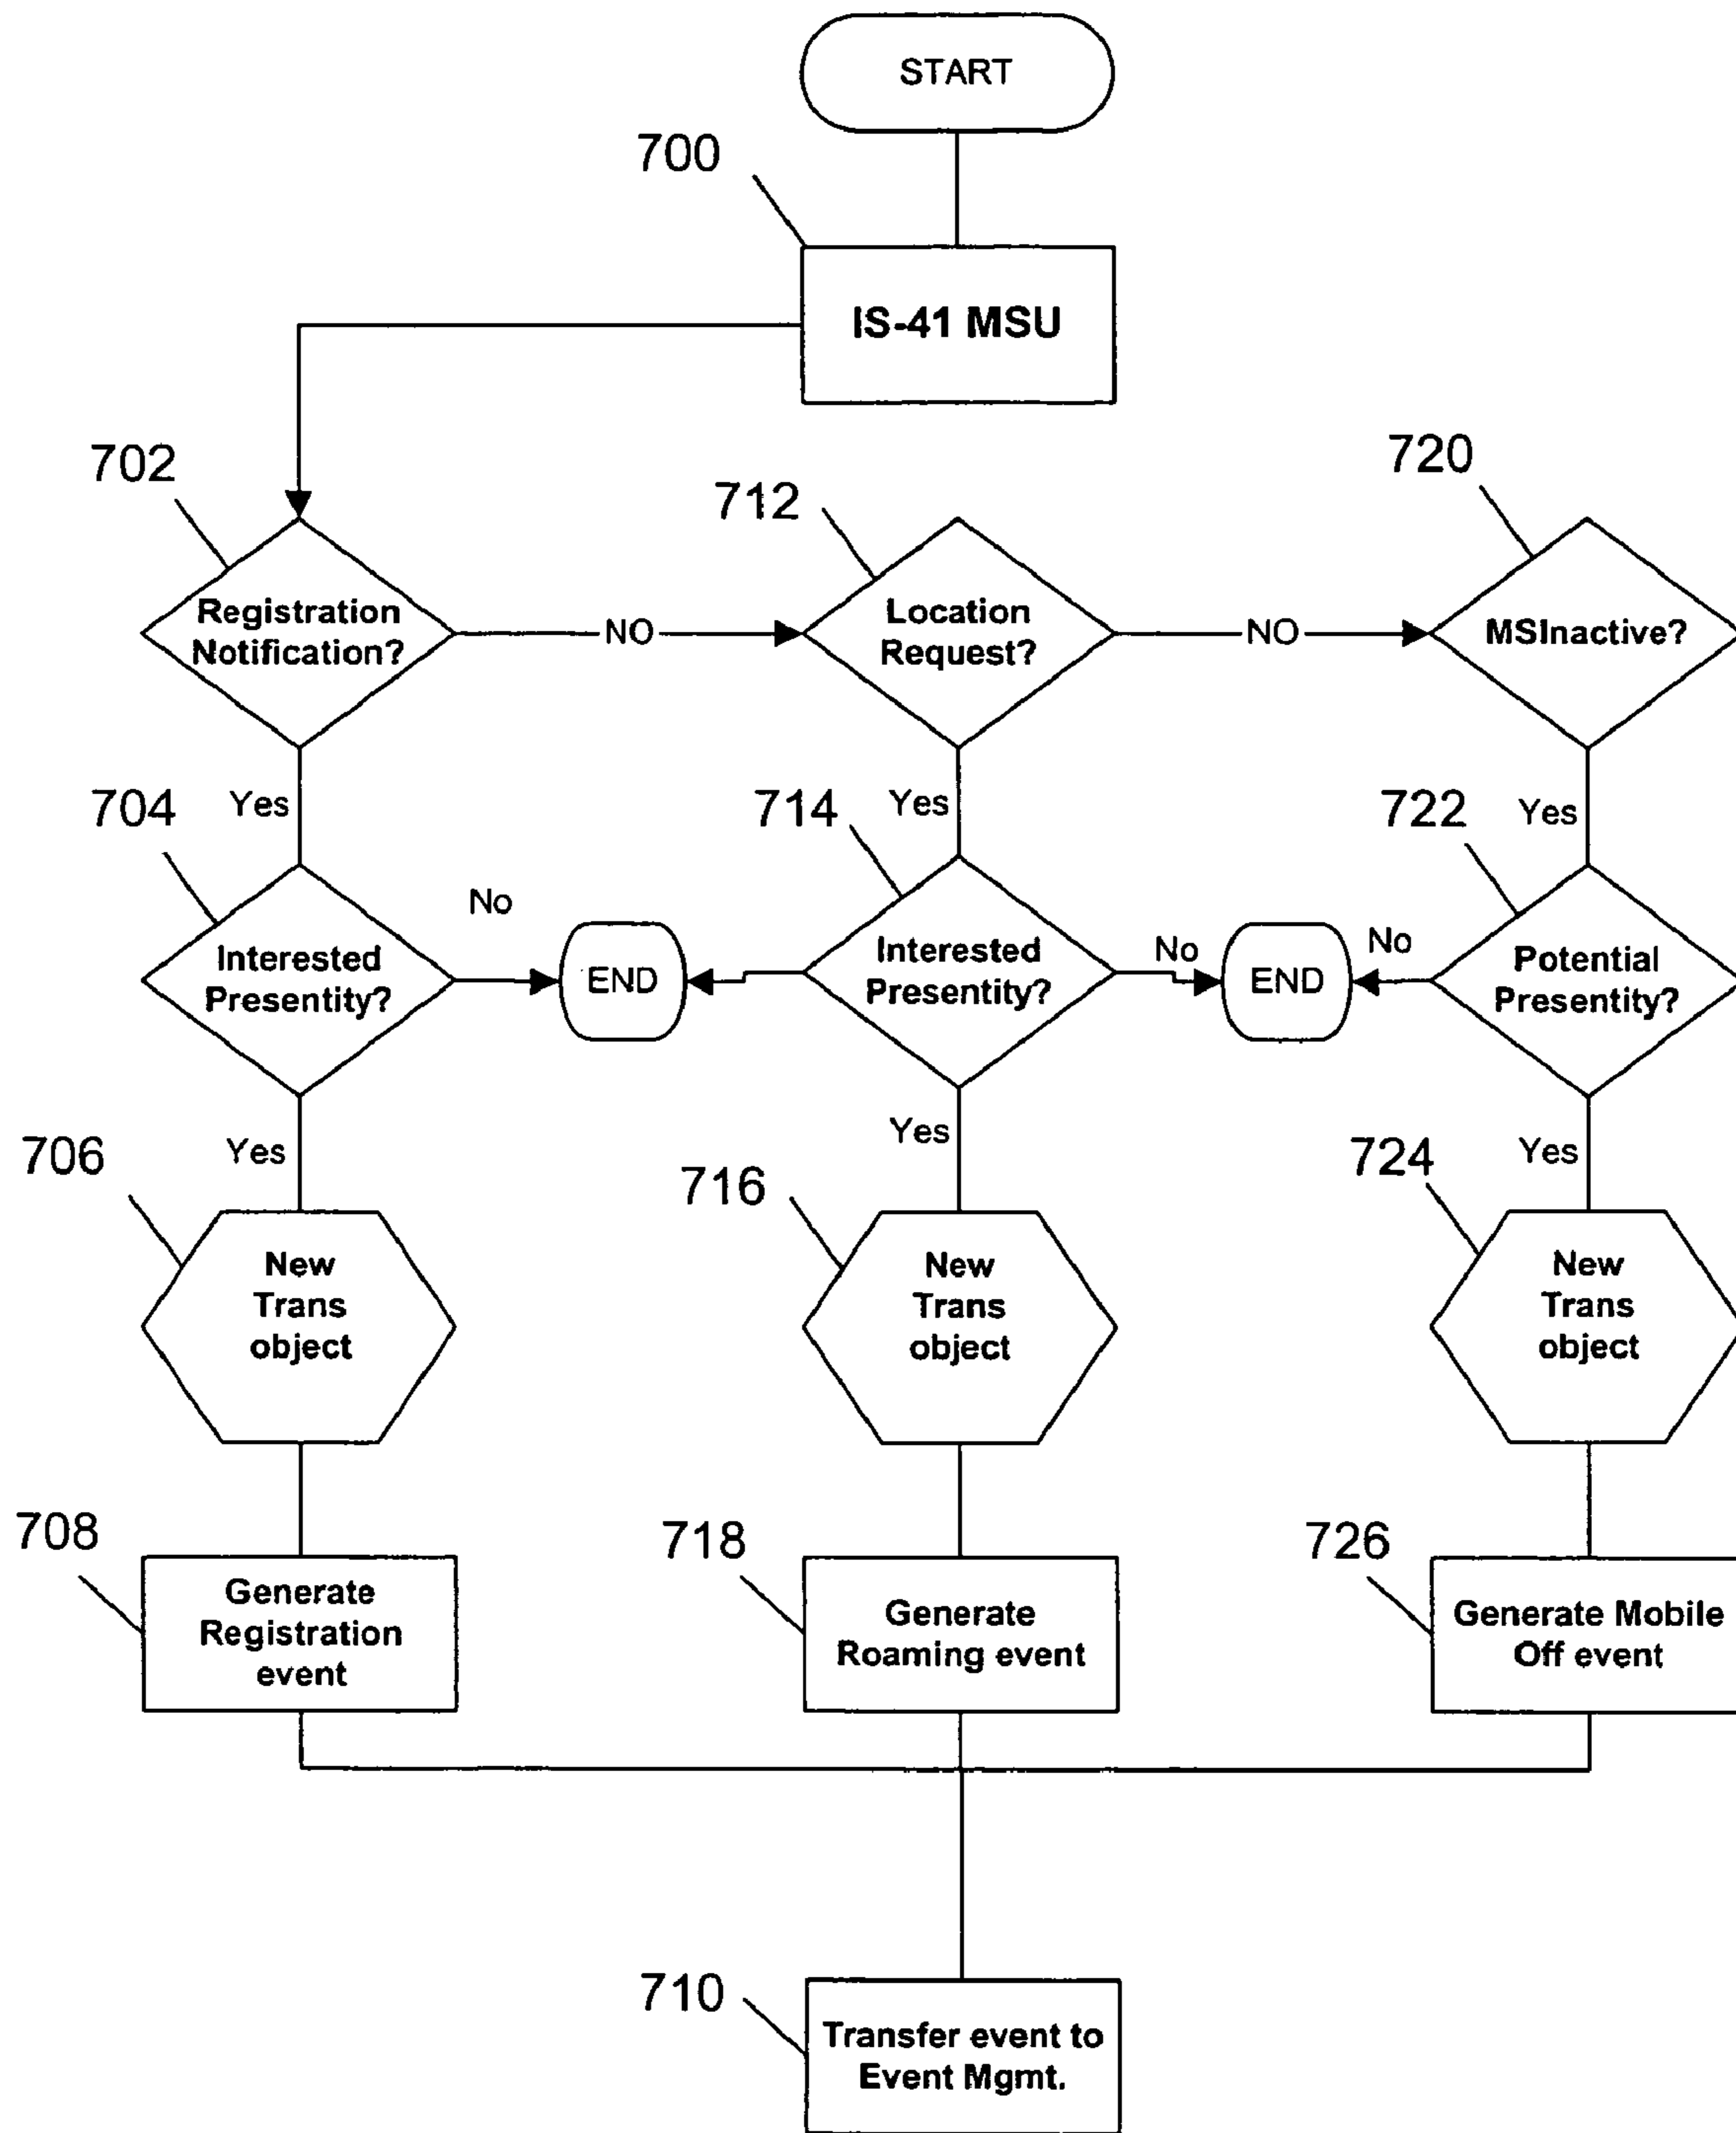 START
700
IS-41 MSU
702
712
720
Registration
Notification?
NO
Location
Request?
NO
MSInactive?
Yes
Yes
Yes
704
714
722
Interested
Presentity?
No
END
Interested
Presentity?
No
END
No
Potential
Presentity?
Yes
Yes
Yes
706
716
724
New
Trans
object
New
Trans
object
New
Trans
object
708
718
726
Generate
Registration
event
Generate
Roaming event
Generate Mobile
Off event
710
Transfer event to
Event Mgmt.